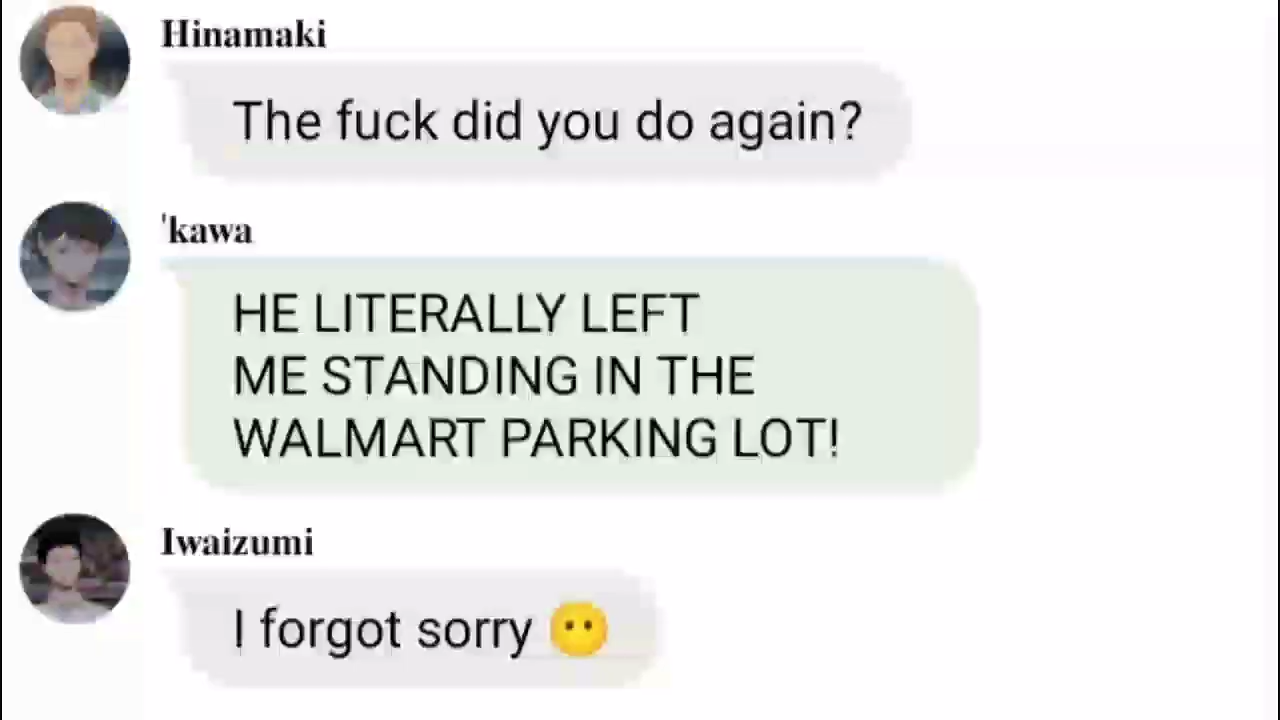 Hinamaki
The fuck did you do again?
'kawa
HE LITERALLY LEFT
ME STANDING IN THE
WALMART PARKING LOT!
Iwaizumi
I forgot sorry 😶